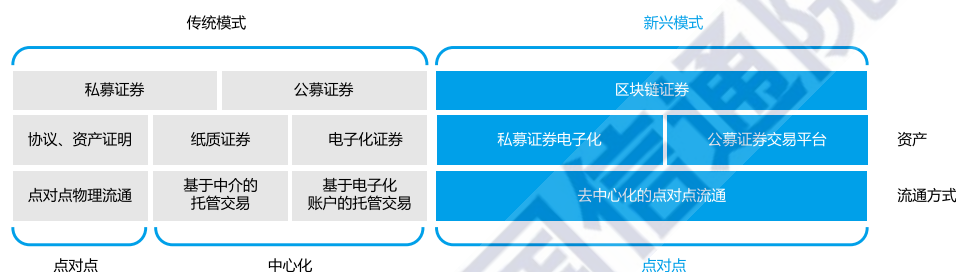 传统模式
新兴模式
私募证券
公募证券
区块链证券
协议、资产证明
纸质证券
电子化证券
私募证券电子化
公募证券交易平台
资产
点对点物理流通
基于中介的
托管交易
基于电子化
账户的托管交易
去中心化的点对点流通
流通方式
点对点
中心化
点对点
国信通院